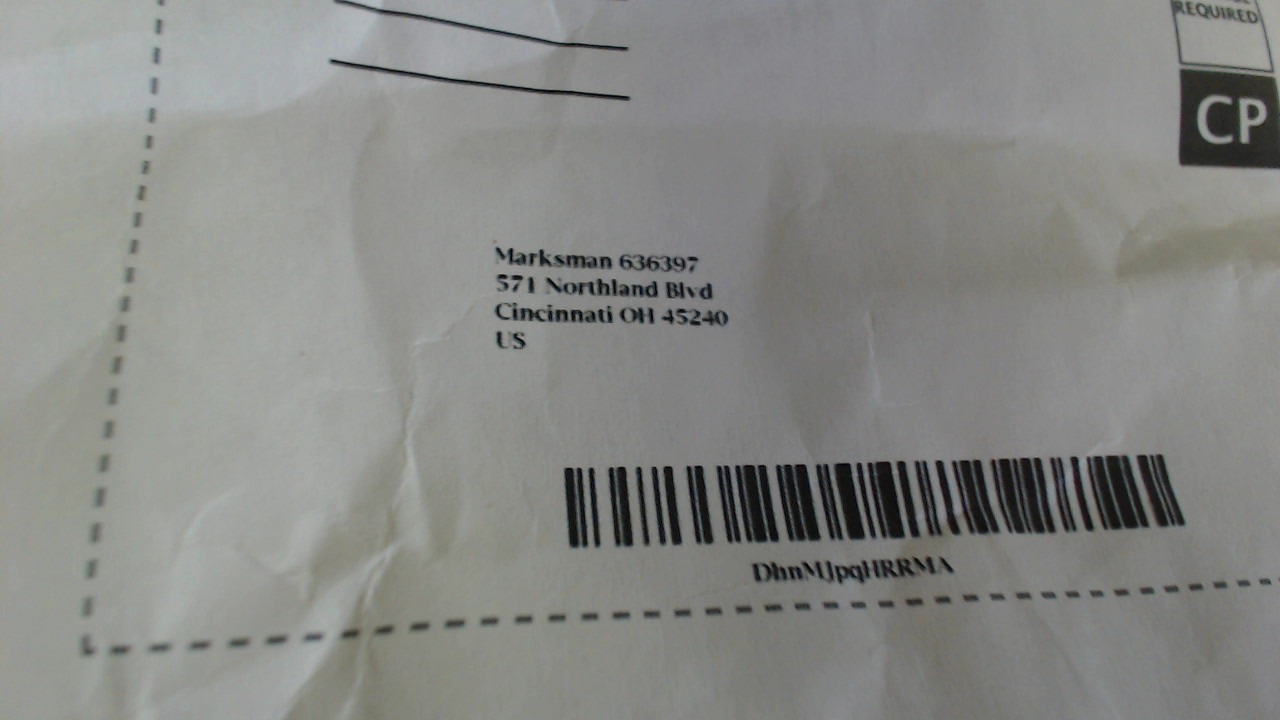 REQUIRED
CP
Marksman 636397
571 Northland Blvd
Cincinnati OH 45240
US
DhnMJpqHRRMA